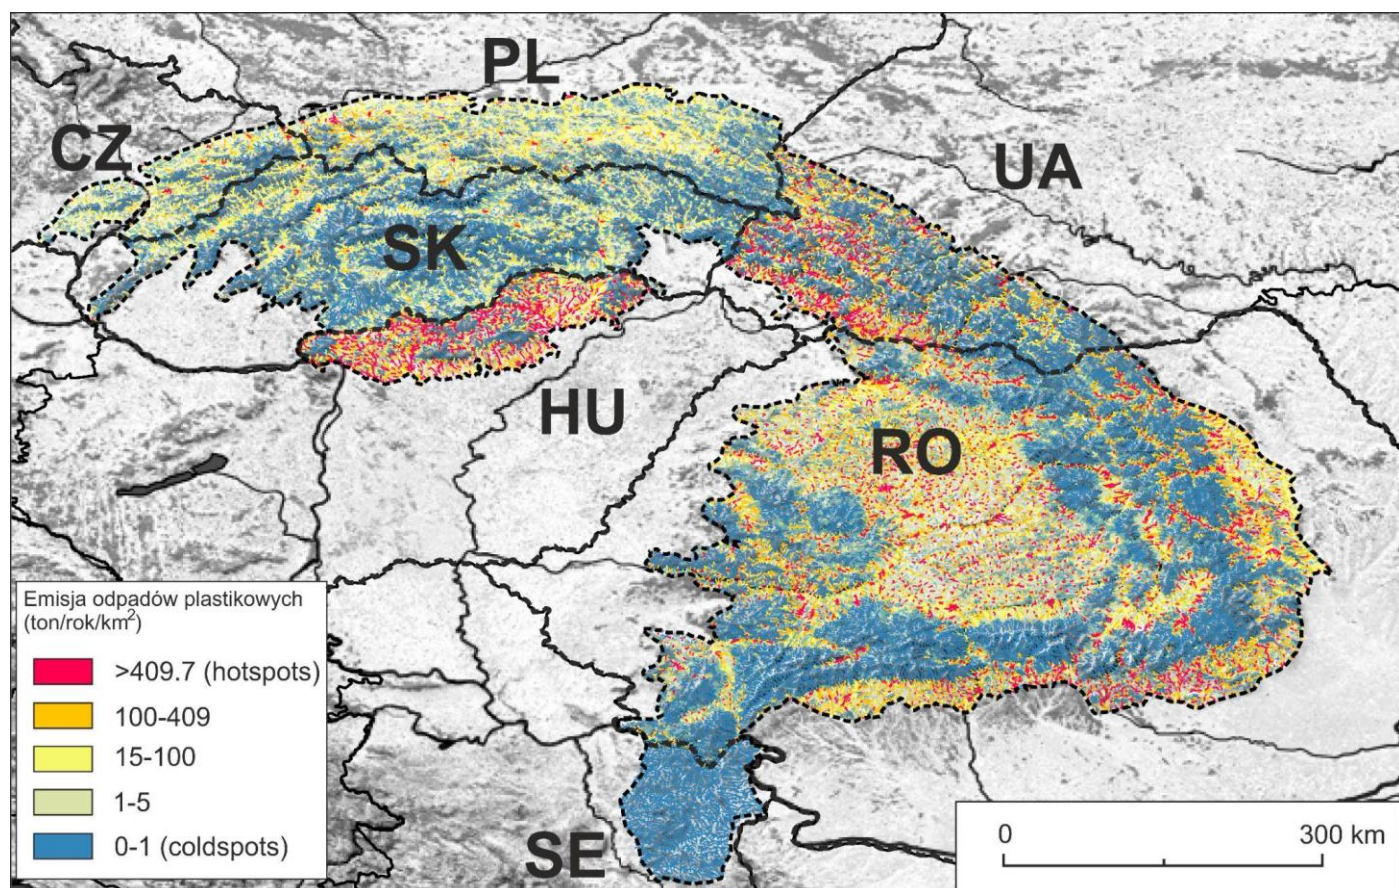 PL
CZ
UA
SK
HU
RO
SE
Emisja odpadów plastikowych
(ton/rok/km²)
>409.7 (hotspots)
100-409
15-100
1-5
0-1 (coldspots)
0 300 km